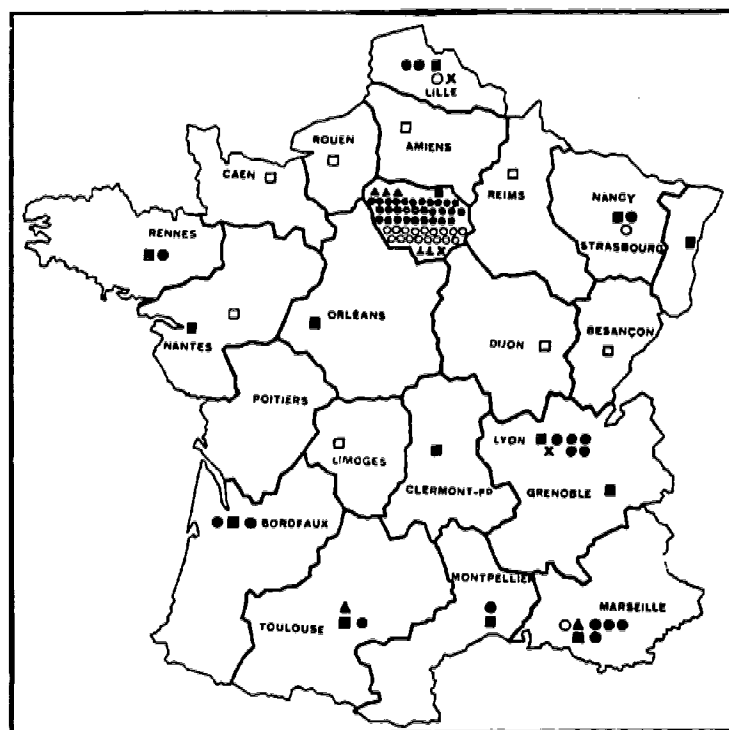 LILLE
ROUEN
AMIENS
CAEN
REIMS
NANCY
RENNES
STRASBOURG
ORLÉANS
BESANÇON
NANTES
DIJON
POITIERS
LYON
LIMOGES
CLERMONT-FD
GRENOBLE
BORDEAUX
MONTPELLIER
MARSEILLE
TOULOUSE